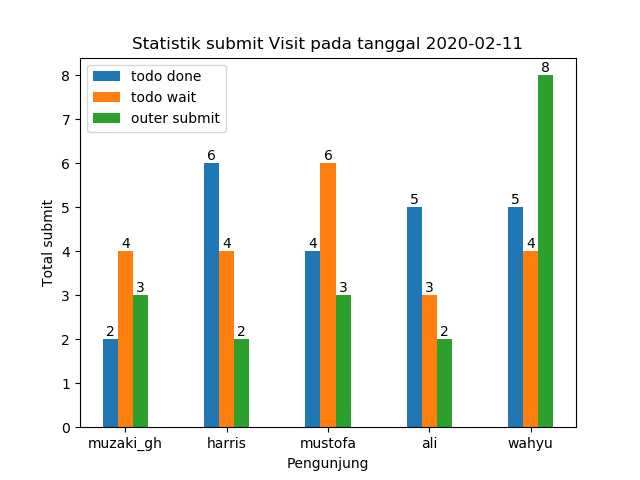 Statistik submit Visit pada tanggal 2020-02-11
todo done
todo wait
outer submit
Total submit
8
7
6
5
4
3
2
1
0
2
4
3
6
4
2
4
6
3
5
3
2
5
4
8
muzaki_gh
harris
mustofa
ali
wahyu
Pengunjung